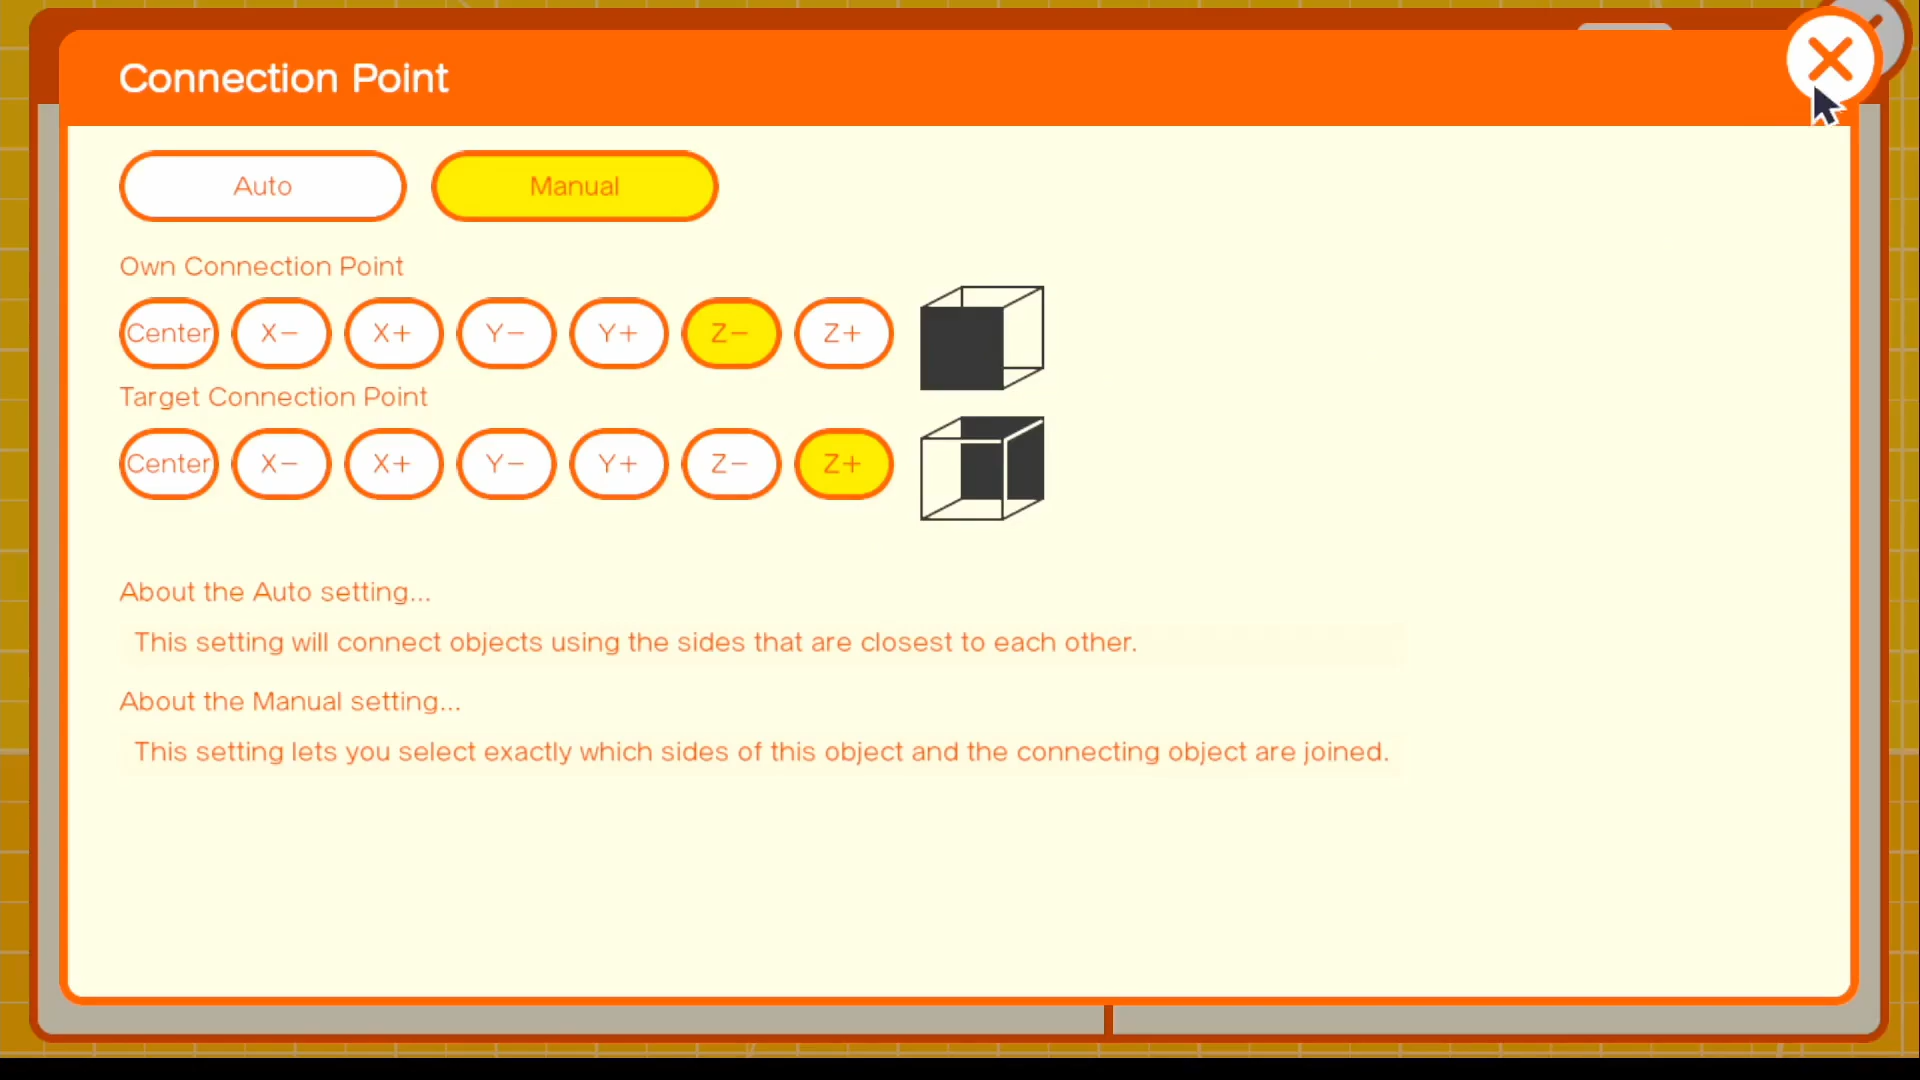 Connection Point
Auto Manual
Own Connection Point
Center X− X+ Y− Y+ Z− Z+
Target Connection Point
Center X− X+ Y− Y+ Z− Z+
About the Auto setting...
This setting will connect objects using the sides that are closest to each other.
About the Manual setting...
This setting lets you select exactly which sides of this object and the connecting object are joined.